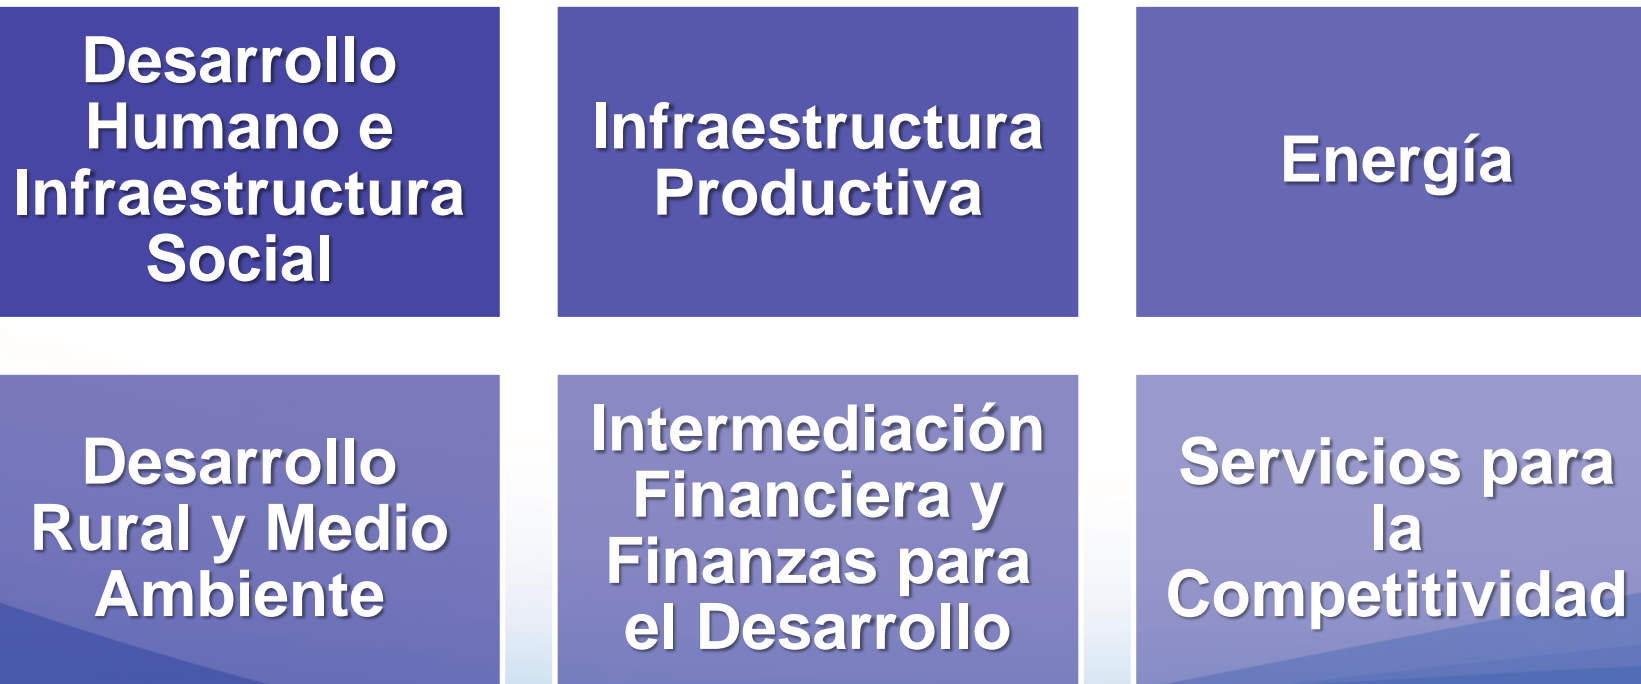 Desarrollo
Humano e
Infraestructura
Social
Infraestructura
Productiva
Energía
Desarrollo
Rural y Medio
Ambiente
Intermediación
Financiera y
Finanzas para
el Desarrollo
Servicios para
la
Competitividad